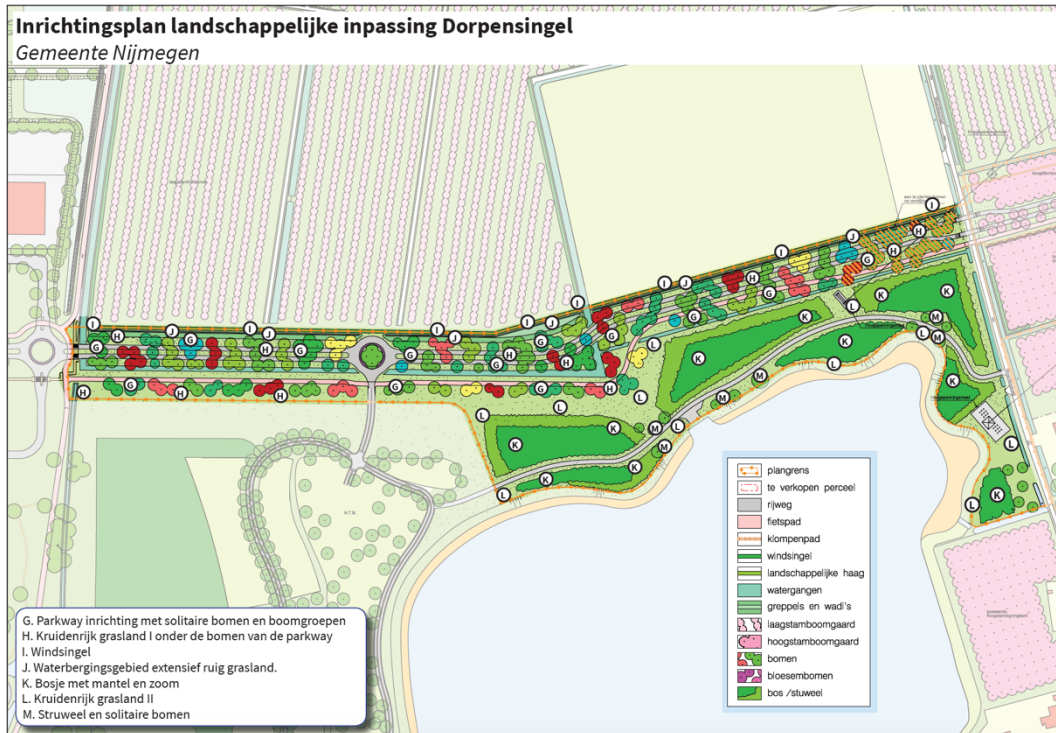 Inrichtingsplan landschappelijke inpassing Dorpensingel
Gemeente Nijmegen
I
J
H
G
K
L
M
N.T.B.
plangrens
te verkopen perceel
rijweg
fietspad
klompenpad
windsingel
landschappelijke haag
watergangen
greppels en wadi's
laagstamboomgaard
hoogstamboomgaard
bomen
bloesembomen
bos /stuweel
G. Parkway inrichting met solitaire bomen en boomgroepen
H. Kruidenrijk grasland I onder de bomen van de parkway
I. Windsingel
J. Waterbergingsgebied extensief ruig grasland.
K. Bosje met mantel en zoom
L. Kruidenrijk grasland II
M. Struweel en solitaire bomen